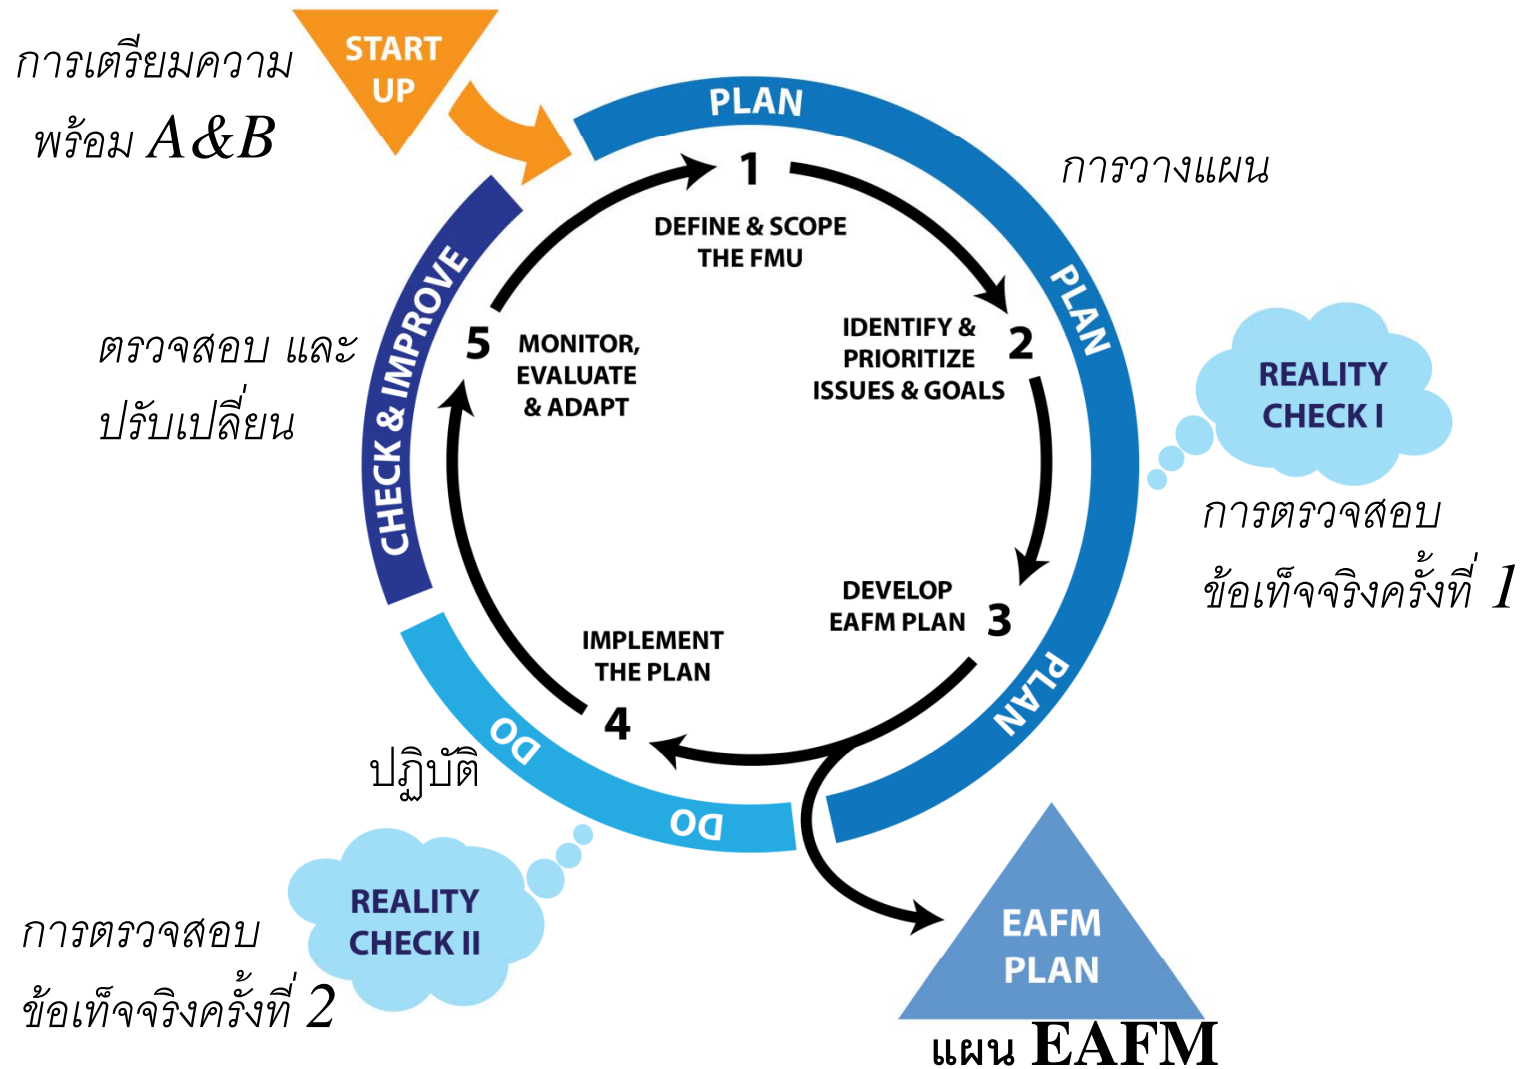 START
UP
การเตรียมความ
พร้อม A&B
PLAN
การวางแผน
1
DEFINE & SCOPE
THE FMU
PLAN
2
IDENTIFY &
PRIORITIZE
ISSUES & GOALS
REALITY
CHECK I
การตรวจสอบ
ข้อเท็จจริงครั้งที่ 1
DEVELOP
EAFM PLAN
3
PLAN
EAFM
PLAN
แผน EAFM
IMPLEMENT
THE PLAN
4
DO
DO
ปฏิบัติ
REALITY
CHECK II
การตรวจสอบ
ข้อเท็จจริงครั้งที่ 2
5
MONITOR,
EVALUATE
& ADAPT
CHECK & IMPROVE
ตรวจสอบ และ
ปรับเปลี่ยน